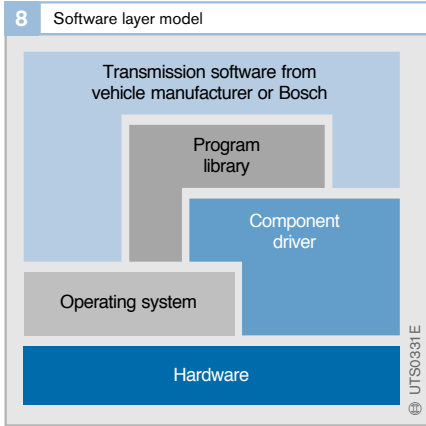 8 Software layer model
Transmission software from
vehicle manufacturer or Bosch
Program
library
Component
driver
Operating system
Hardware
UTS0331E